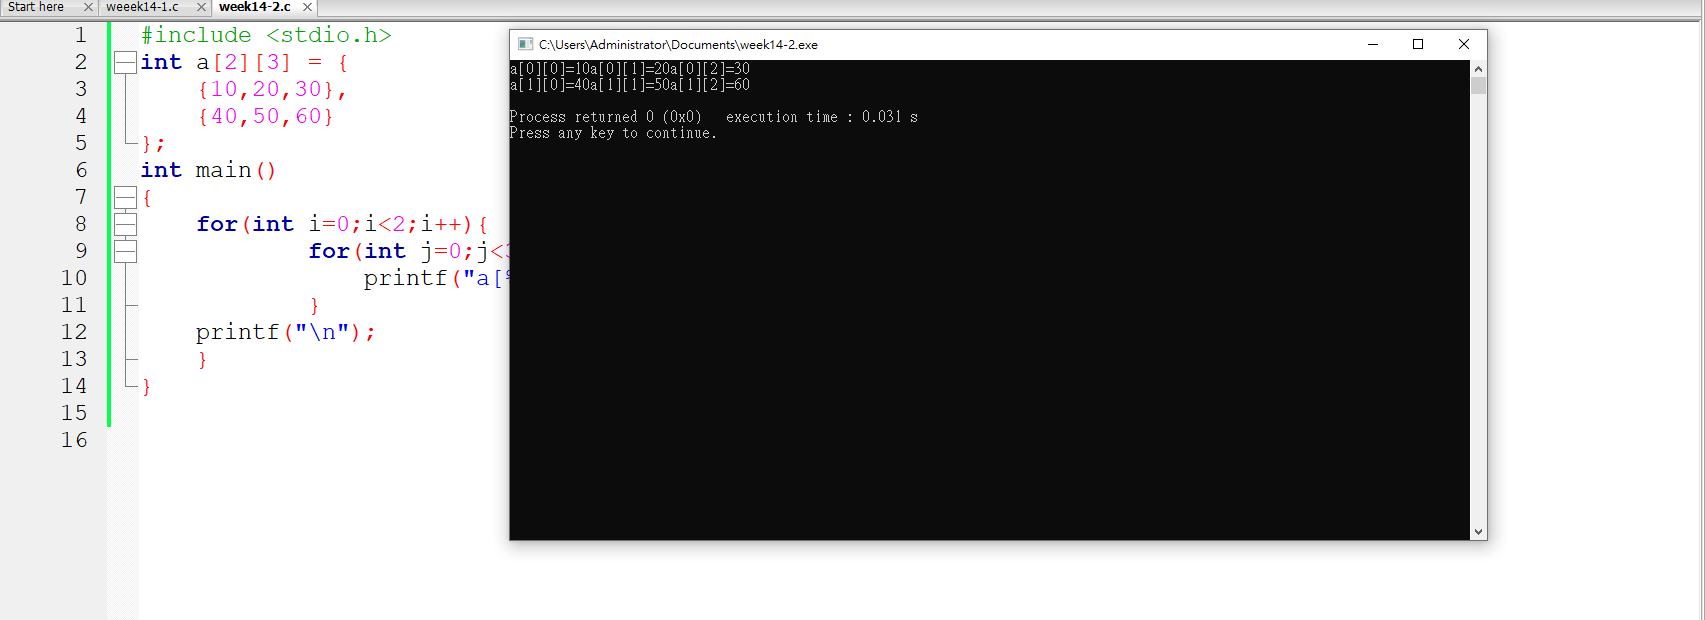 Start here weeek14-1.c week14-2.c
1 #include <stdio.h>
2 int a[2][3] = {
3 {10,20,30},
4 {40,50,60}
5 };
6 int main()
7 {
8 for(int i=0;i<2;i++){
9 for(int j=0;j<
10 printf("a[
11 }
12 printf("\n");
13 }
14 }
15
16
C:\Users\Administrator\Documents\week14-2.exe
a[0][0]=10a[0][1]=20a[0][2]=30
a[1][0]=40a[1][1]=50a[1][2]=60
Process returned 0 (0x0) execution time : 0.031 s
Press any key to continue.